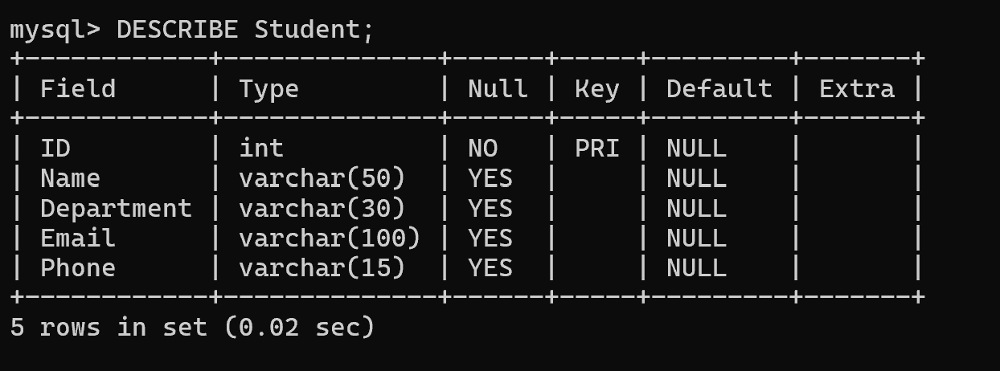 mysql> DESCRIBE Student;
+------------+--------------+------+-----+---------+-------+
| Field      | Type         | Null | Key | Default | Extra |
+------------+--------------+------+-----+---------+-------+
| ID         | int          | NO   | PRI | NULL    |       |
| Name       | varchar(50)  | YES  |     | NULL    |       |
| Department | varchar(30)  | YES  |     | NULL    |       |
| Email      | varchar(100) | YES  |     | NULL    |       |
| Phone      | varchar(15)  | YES  |     | NULL    |       |
+------------+--------------+------+-----+---------+-------+
5 rows in set (0.02 sec)